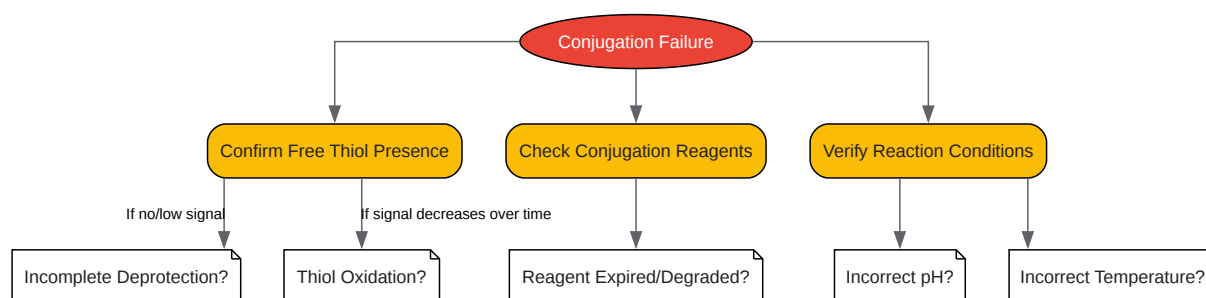 Conjugation Failure
Confirm Free Thiol Presence
Check Conjugation Reagents
Verify Reaction Conditions
If no/low signal
If signal decreases over time
Incomplete Deprotection?
Thiol Oxidation?
Reagent Expired/Degraded?
Incorrect pH?
Incorrect Temperature?